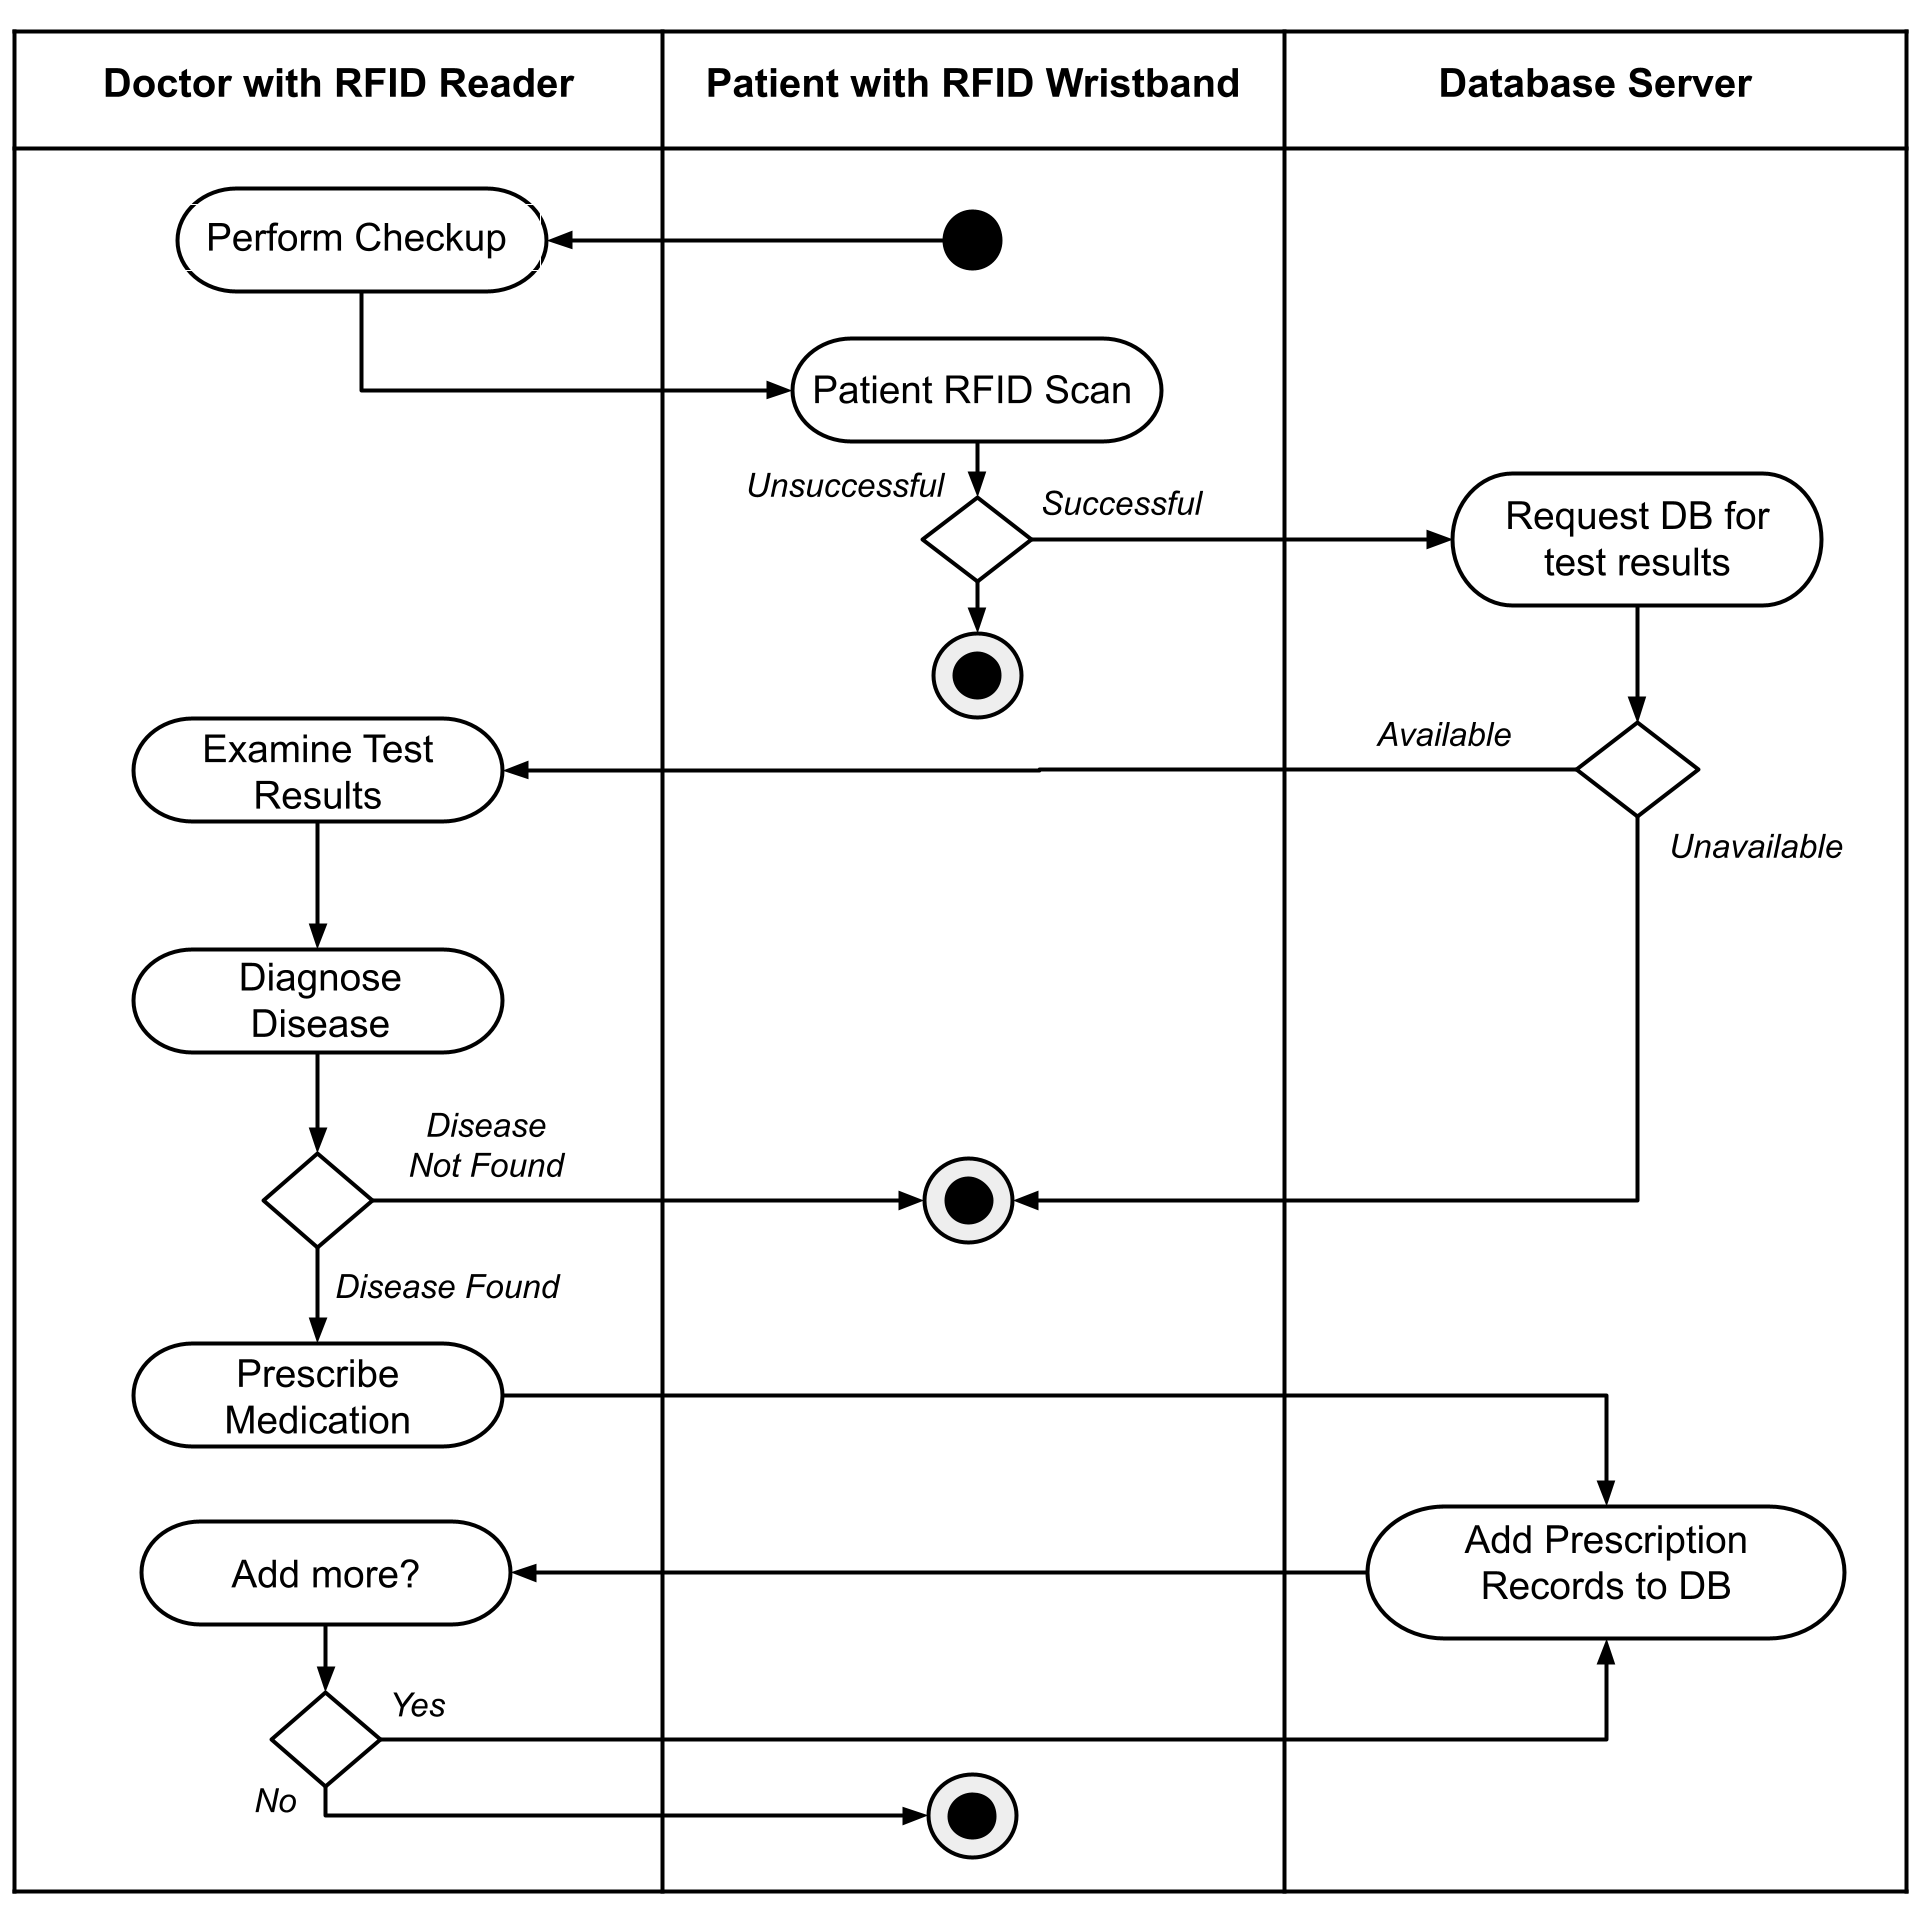 Doctor with RFID Reader
Patient with RFID Wristband
Database Server
Perform Checkup
Patient RFID Scan
Unsuccessful
Successful
Request DB for
test results
Available
Unavailable
Examine Test
Results
Diagnose
Disease
Disease
Not Found
Disease Found
Prescribe
Medication
Add Prescription
Records to DB
Add more?
Yes
No